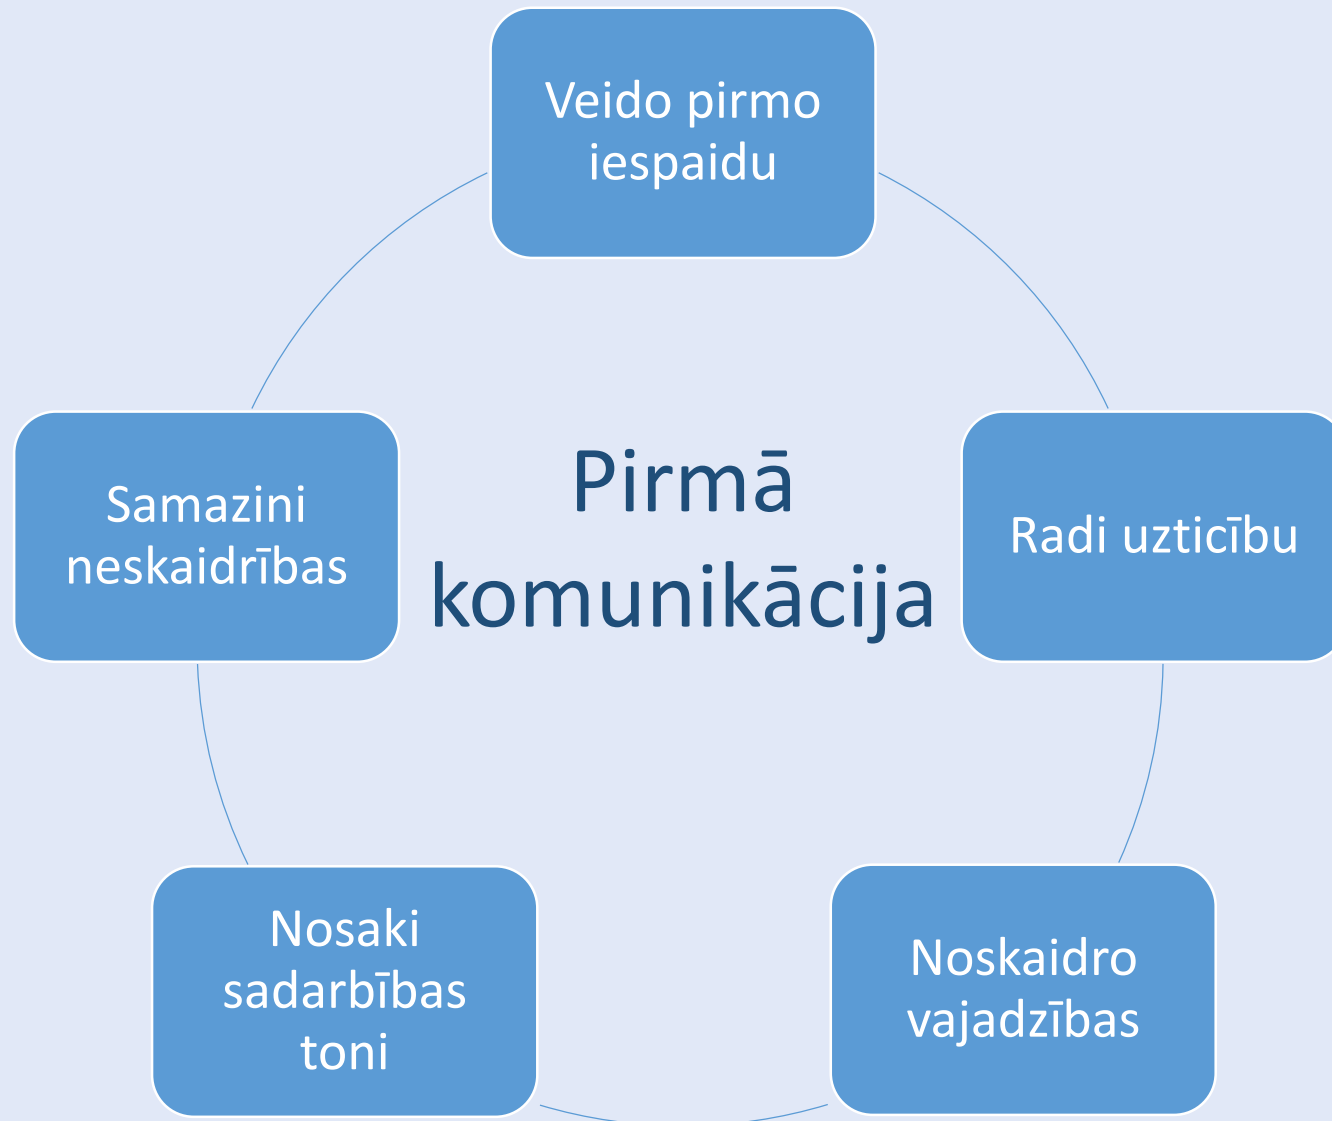 Veido pirmo
iespaidu
Pirmā
komunikācija
Radi uzticību
Noskaidro
vajadzības
Nosaki
sadarbības
toni
Samazini
neskaidrības